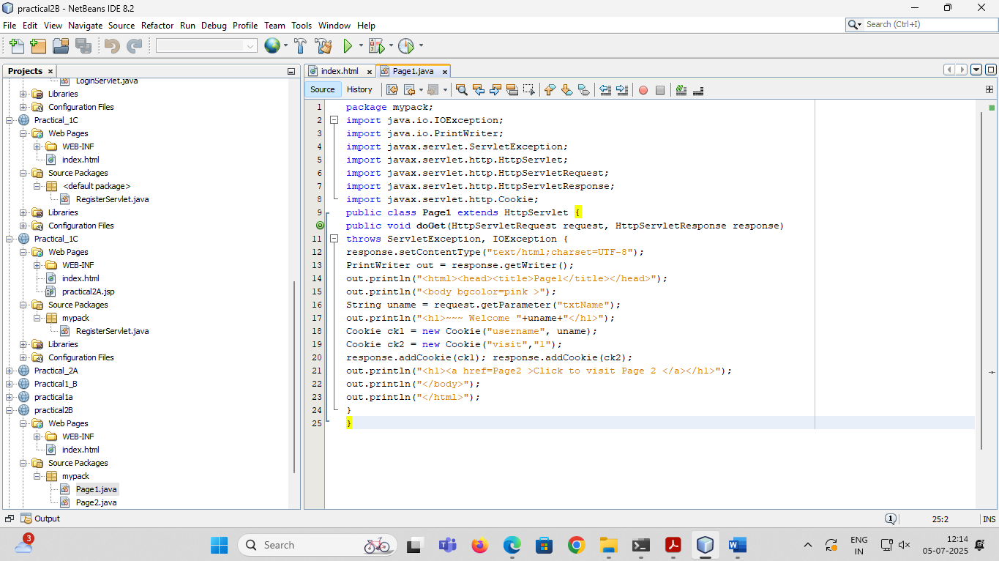 practical2B - NetBeans IDE 8.2
File Edit View Navigate Source Refactor Run Debug Profile Team Tools Window Help
Search (Ctrl+I)
Projects
LoginServlet.java
Libraries
Configuration Files
Practical_1C
Web Pages
WEB-INF
index.html
Source Packages
<default package>
RegisterServlet.java
Libraries
Configuration Files
Practical_1C
Web Pages
WEB-INF
index.html
practical2A.jsp
Source Packages
mypack
RegisterServlet.java
Libraries
Configuration Files
Practical_2A
Practical1_B
practical1a
practical2B
Web Pages
WEB-INF
index.html
Source Packages
mypack
Page1.java
Page2.java
index.html Page1.java
Source History
1 package mypack;
2 import java.io.IOException;
3 import java.io.PrintWriter;
4 import javax.servlet.ServletException;
5 import javax.servlet.http.HttpServlet;
6 import javax.servlet.http.HttpServletRequest;
7 import javax.servlet.http.HttpServletResponse;
8 import javax.servlet.http.Cookie;
9 public class Page1 extends HttpServlet {
public void doGet(HttpServletRequest request, HttpServletResponse response)
11 throws ServletException, IOException {
12 response.setContentType("text/html;charset=UTF-8");
13 PrintWriter out = response.getWriter();
14 out.println("<html><head><title>Page1</title></head>");
15 out.println("<body bgcolor=pink >");
16 String uname = request.getParameter("txtName");
17 out.println("<h1>~~~ Welcome "+uname+"</h1>");
18 Cookie ck1 = new Cookie("username", uname);
19 Cookie ck2 = new Cookie("visit","1");
20 response.addCookie(ck1); response.addCookie(ck2);
21 out.println("<h1><a href=Page2 >Click to visit Page 2 </a></h1>");
22 out.println("</body>");
23 out.println("</html>");
24 }
25 }
Output
1
25:2
INS
3
Search
ENG
IN
12:14
05-07-2025